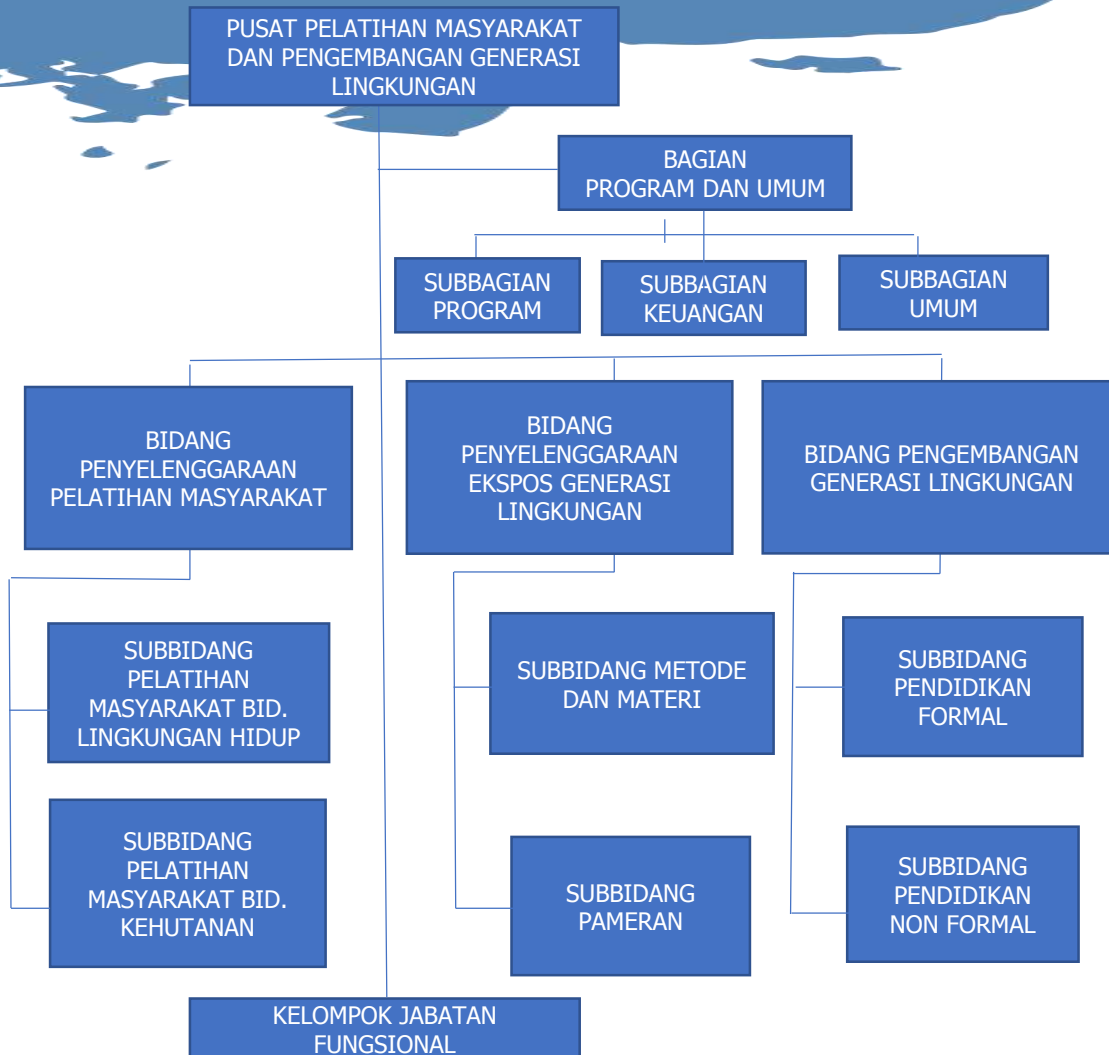 PUSAT PELATIHAN MASYARAKAT
DAN PENGEMBANGAN GENERASI
LINGKUNGAN
BAGIAN
PROGRAM DAN UMUM
SUBBAGIAN
PROGRAM
SUBBAGIAN
KEUANGAN
SUBBAGIAN
UMUM
BIDANG
PENYELENGGARAAN
PELATIHAN MASYARAKAT
BIDANG
PENYELENGGARAAN
EKSPOS GENERASI
LINGKUNGAN
BIDANG PENGEMBANGAN
GENERASI LINGKUNGAN
SUBBIDANG
PELATIHAN
MASYARAKAT BID.
LINGKUNGAN HIDUP
SUBBIDANG METODE
DAN MATERI
SUBBIDANG
PENDIDIKAN
FORMAL
SUBBIDANG
PELATIHAN
MASYARAKAT BID.
KEHUTANAN
SUBBIDANG
PAMERAN
SUBBIDANG
PENDIDIKAN
NON FORMAL
KELOMPOK JABATAN
FUNGSIONAL